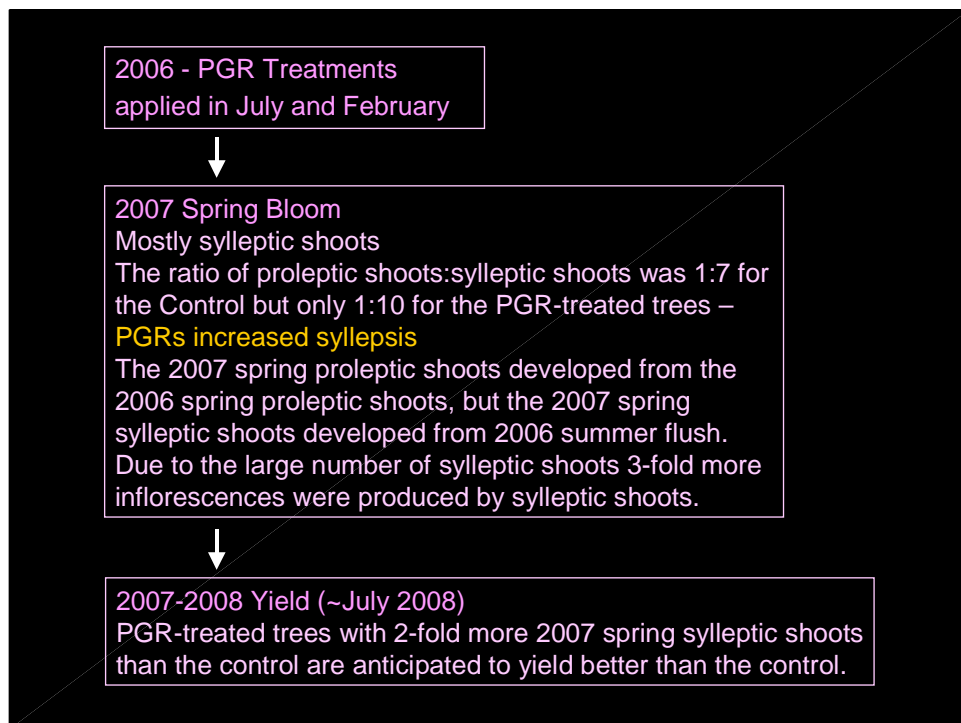 2006 - PGR Treatments
applied in July and February
2007 Spring Bloom
Mostly sylleptic shoots
The ratio of proleptic shoots:sylleptic shoots was 1:7 for
the Control but only 1:10 for the PGR-treated trees –
PGRs increased syllepsis
The 2007 spring proleptic shoots developed from the
2006 spring proleptic shoots, but the 2007 spring
sylleptic shoots developed from 2006 summer flush.
Due to the large number of sylleptic shoots 3-fold more
inflorescences were produced by sylleptic shoots.
2007-2008 Yield (~July 2008)
PGR-treated trees with 2-fold more 2007 spring sylleptic shoots
than the control are anticipated to yield better than the control.